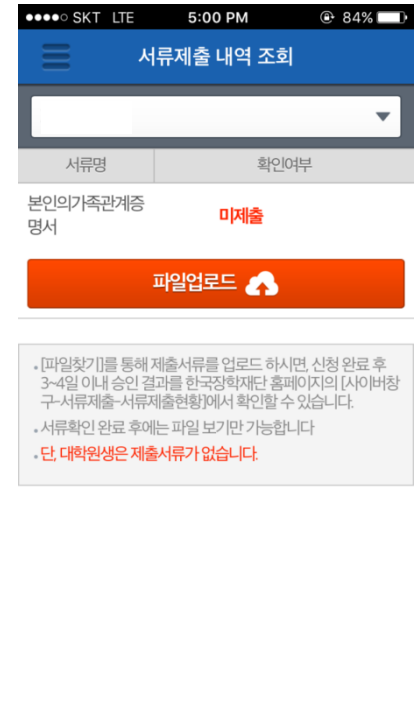 SKT LTE 5:00 PM 84%
서류제출 내역 조회
서류명 확인여부
본인의가족관계증
명서
미제출
파일업로드
[파일찾기]를 통해 제출서류를 업로드 하시면, 신청 완료 후
3~4일 이내 승인 결과를 한국장학재단 홈페이지의 [사이버창
구-서류제출-서류제출현황]에서 확인할 수 있습니다.
서류확인 완료 후에는 파일 보기만 가능합니다
단, 대학원생은 제출서류가 없습니다.